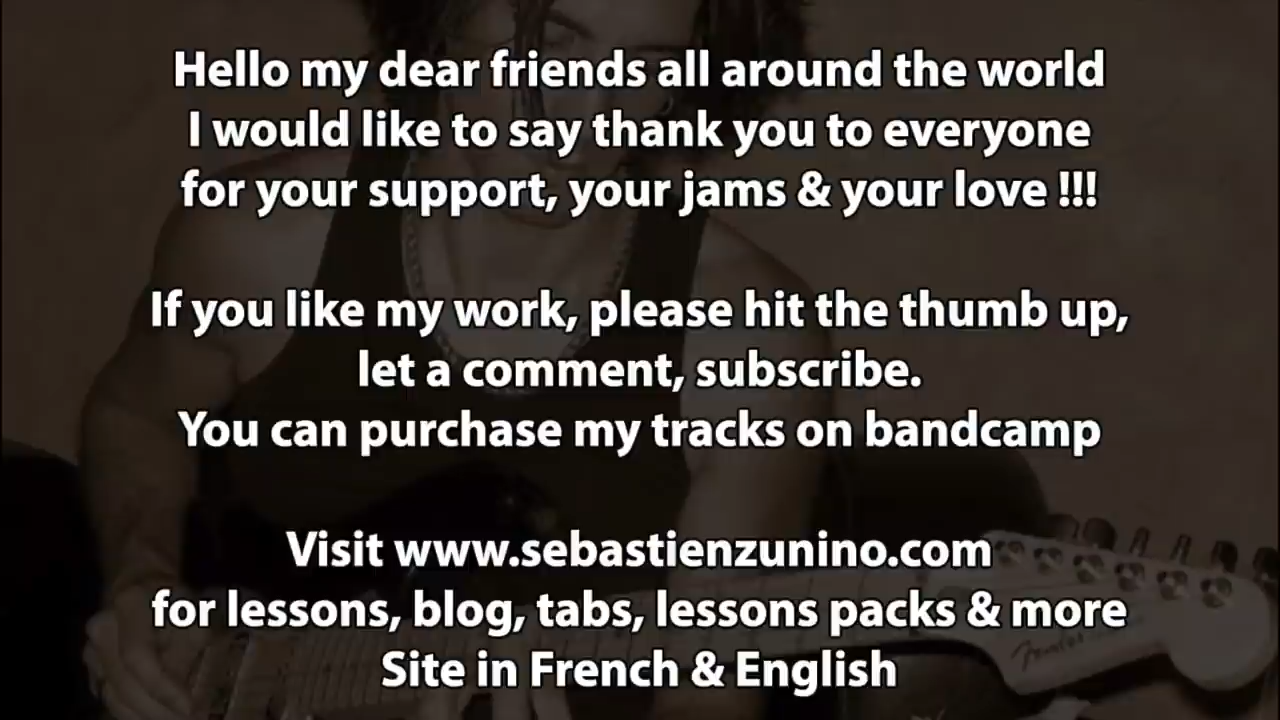 Hello my dear friends all around the world
I would like to say thank you to everyone
for your support, your jams & your love !!!
If you like my work, please hit the thumb up,
let a comment, subscribe.
You can purchase my tracks on bandcamp
Visit www.sebastienzunino.com
for lessons, blog, tabs, lessons packs & more
Site in French & English
Fender